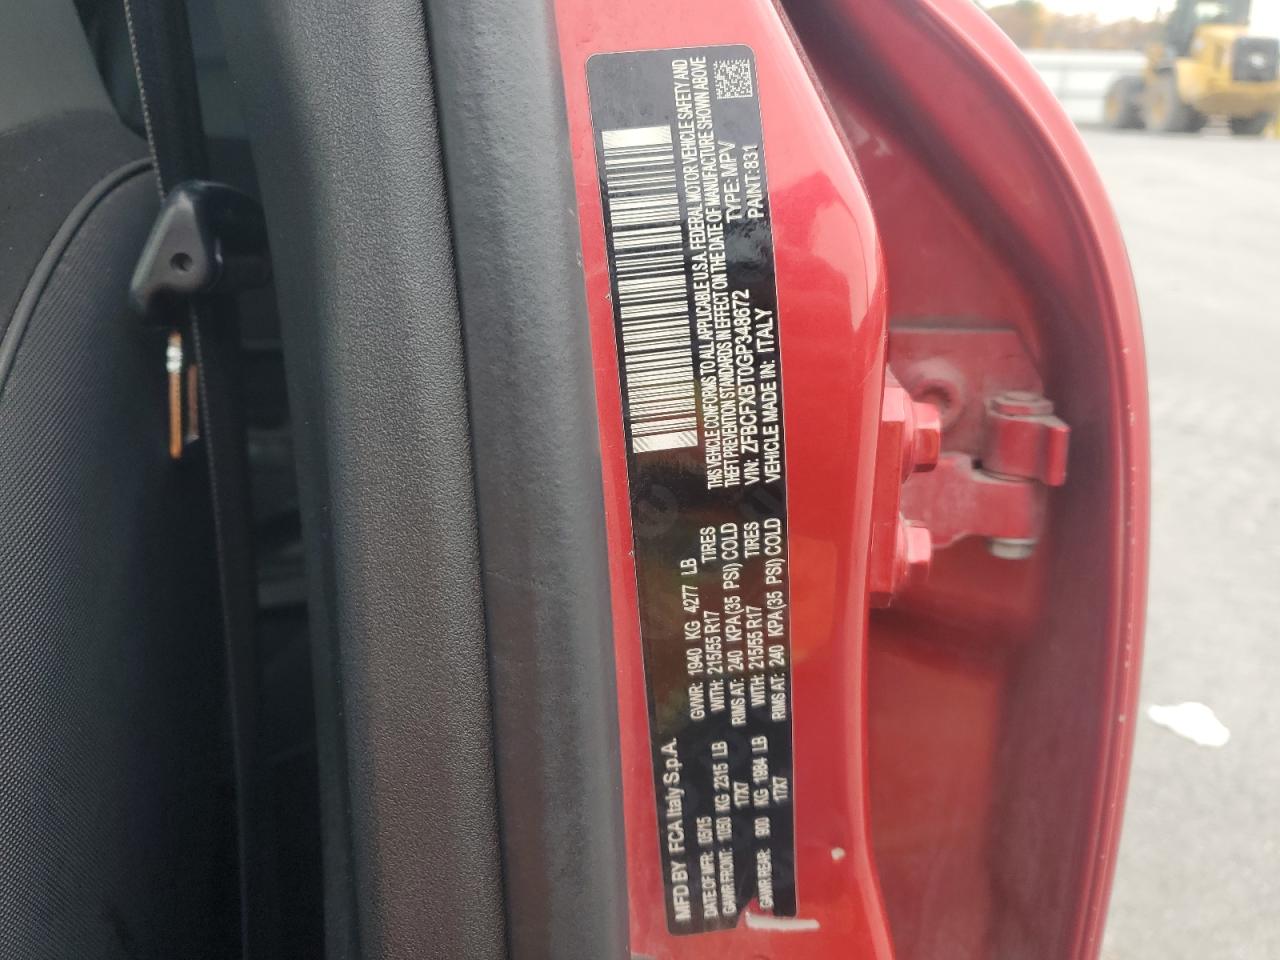 MFD BY FCA Italy S.p.A.
DATE OF MFR: 05/15 GVWR: 1940 KG 4277 LB
GAWR FRONT: 1050 KG 2315 LB WITH: 215/55 R17 TIRES
17X7 RIMS AT: 240 KPA(35 PSI) COLD
GAWR REAR: 900 KG 1984 LB WITH: 215/55 R17 TIRES
17X7 RIMS AT: 240 KPA(35 PSI) COLD
THIS VEHICLE CONFORMS TO ALL APPLICABLE U.S.A. FEDERAL MOTOR VEHICLE SAFETY AND
THEFT PREVENTION STANDARDS IN EFFECT ON THE DATE OF MANUFACTURE SHOWN ABOVE
VIN: ZFBCFXBT0GP348672 TYPE: MPV
VEHICLE MADE IN: ITALY PAINT: 831